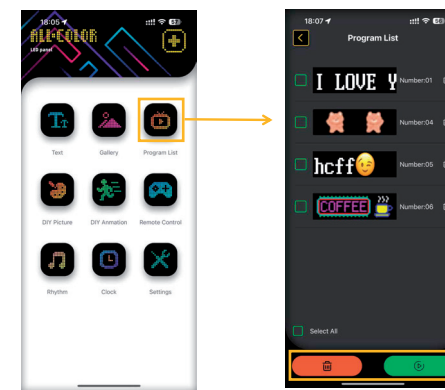 18:05
ALL-COLOR
LED panel
Text
Gallery
Program List
DIY Picture
DIY Anmation
Remote Control
Rhythm
Clock
Settings
18:07
Program List
I LOVE Y
Number:01
Number:04
hcff
Number:05
COFFEE
Number:06
Select All